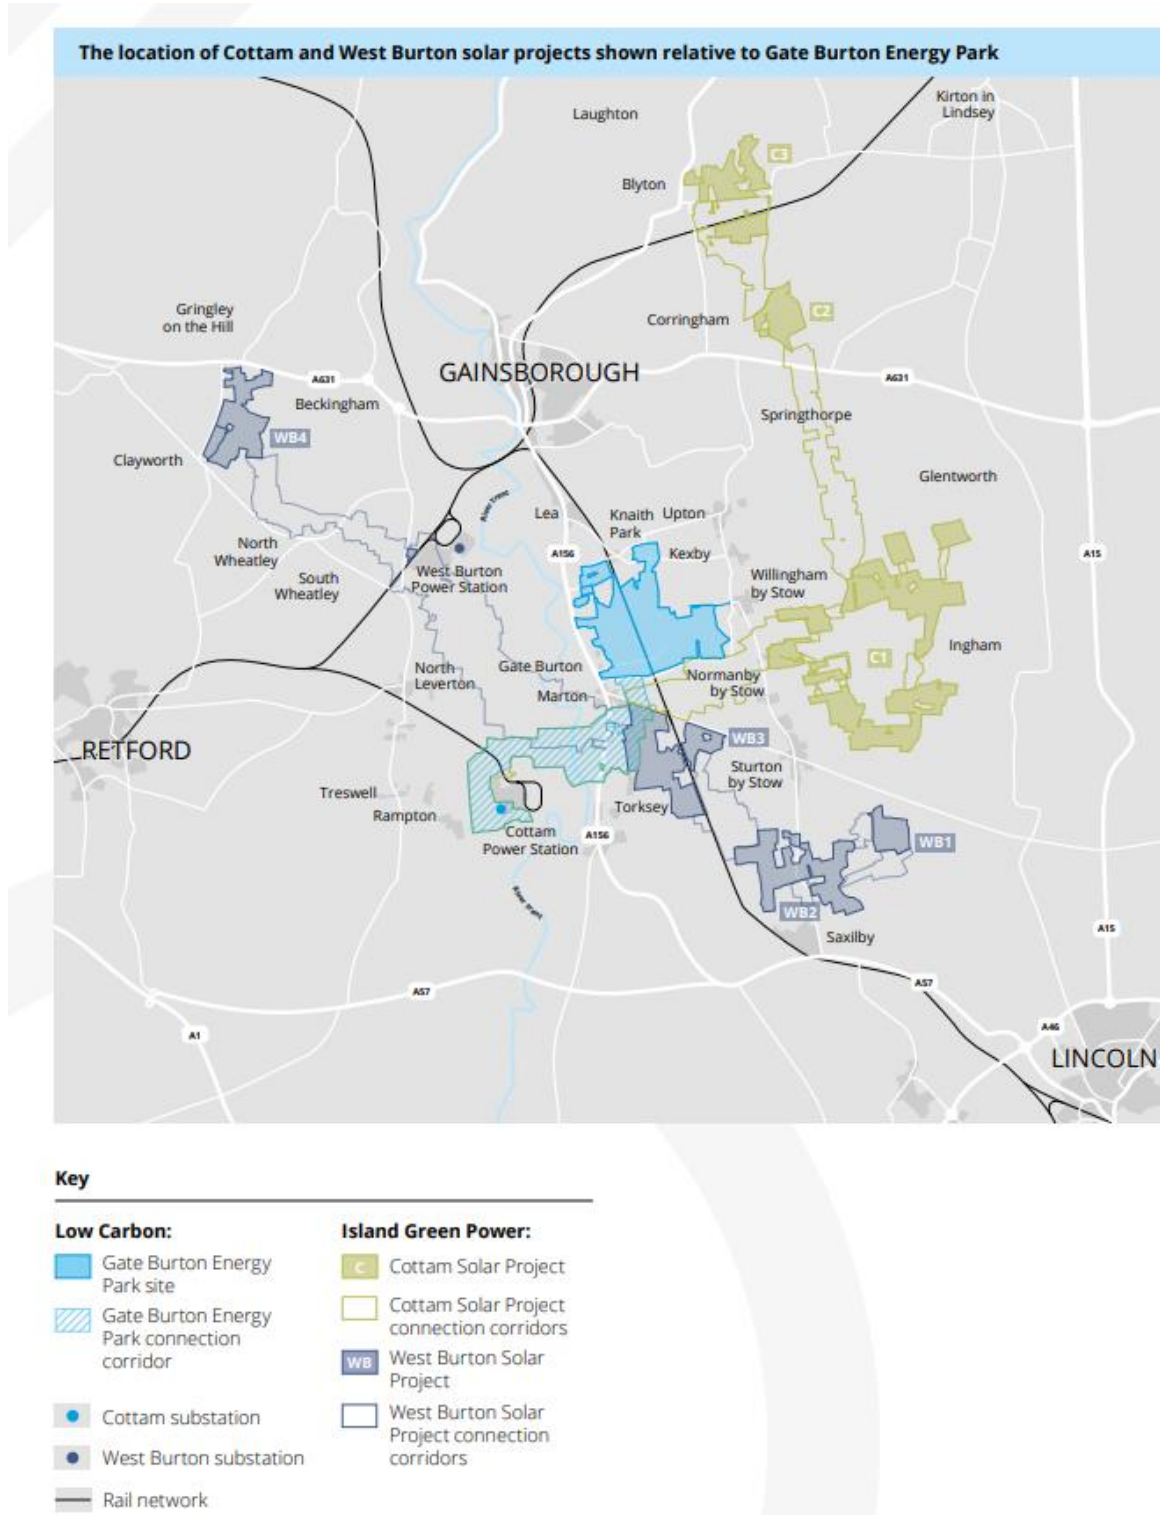 The location of Cottam and West Burton solar projects shown relative to Gate Burton Energy Park
Kirton in
Lindsey
Laughton
C3
Blyton
Gringley
on the Hill
Corringham
C2
GAINSBOROUGH
A631
A631
Beckingham
Springthorpe
WB4
Clayworth
Glentworth
River Trent
Lea
Knaith
Park
Upton
North
Wheatley
A156
Kexby
A15
South
Wheatley
West Burton
Power Station
Willingham
by Stow
Ingham
C1
North
Leverton
Gate Burton
Normanby
by Stow
Marton
RETFORD
WB3
Sturton
by Stow
Treswell
Rampton
Torksey
Cottam
Power Station
A156
WB1
River Trent
WB2
Saxilby
A15
A57
A57
A1
A46
LINCOLN
Key
Low Carbon:
Gate Burton Energy
Park site
Gate Burton Energy
Park connection
corridor
Cottam substation
West Burton substation
Rail network
Island Green Power:
C
Cottam Solar Project
Cottam Solar Project
connection corridors
WB
West Burton Solar
Project
West Burton Solar
Project connection
corridors